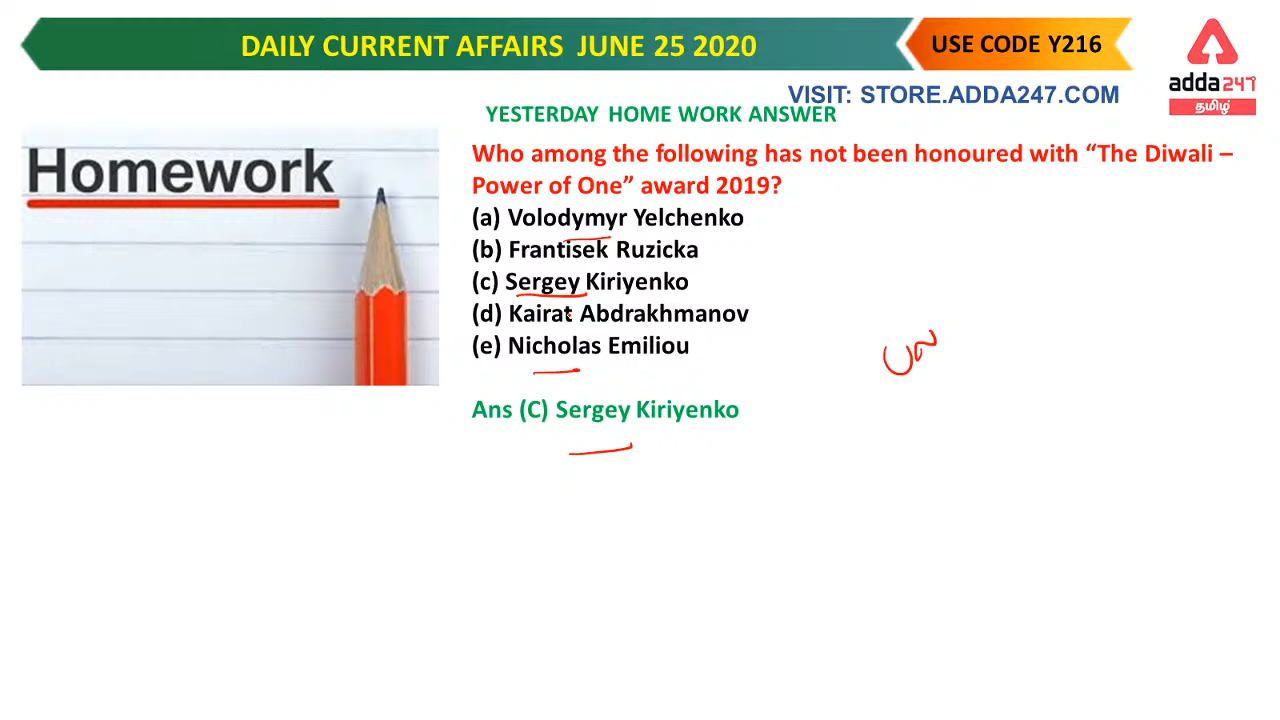 DAILY CURRENT AFFAIRS JUNE 25 2020
USE CODE Y216
adda247
தமிழ்
VISIT: STORE.ADDA247.COM
YESTERDAY HOME WORK ANSWER
Homework
Who among the following has not been honoured with “The Diwali –
Power of One” award 2019?
(a) Volodymyr Yelchenko
(b) Frantisek Ruzicka
(c) Sergey Kiriyenko
(d) Kairat Abdrakhmanov
(e) Nicholas Emiliou
Ans (C) Sergey Kiriyenko